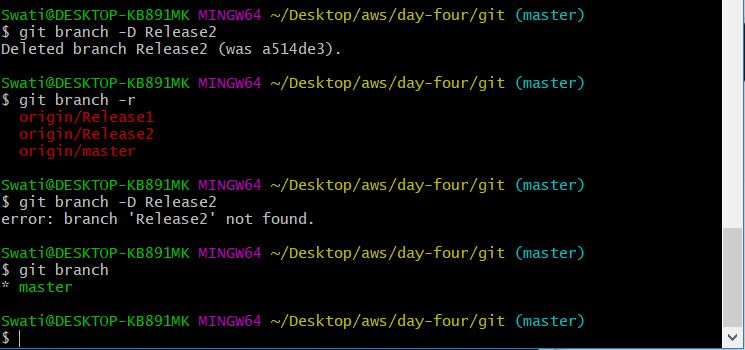 Swati@DESKTOP-KB891MK MINGW64 ~/Desktop/aws/day-four/git (master)
$ git branch -D Release2
Deleted branch Release2 (was a514de3).

Swati@DESKTOP-KB891MK MINGW64 ~/Desktop/aws/day-four/git (master)
$ git branch -r
  origin/Release1
  origin/Release2
  origin/master

Swati@DESKTOP-KB891MK MINGW64 ~/Desktop/aws/day-four/git (master)
$ git branch -D Release2
error: branch 'Release2' not found.

Swati@DESKTOP-KB891MK MINGW64 ~/Desktop/aws/day-four/git (master)
$ git branch
* master

Swati@DESKTOP-KB891MK MINGW64 ~/Desktop/aws/day-four/git (master)
$